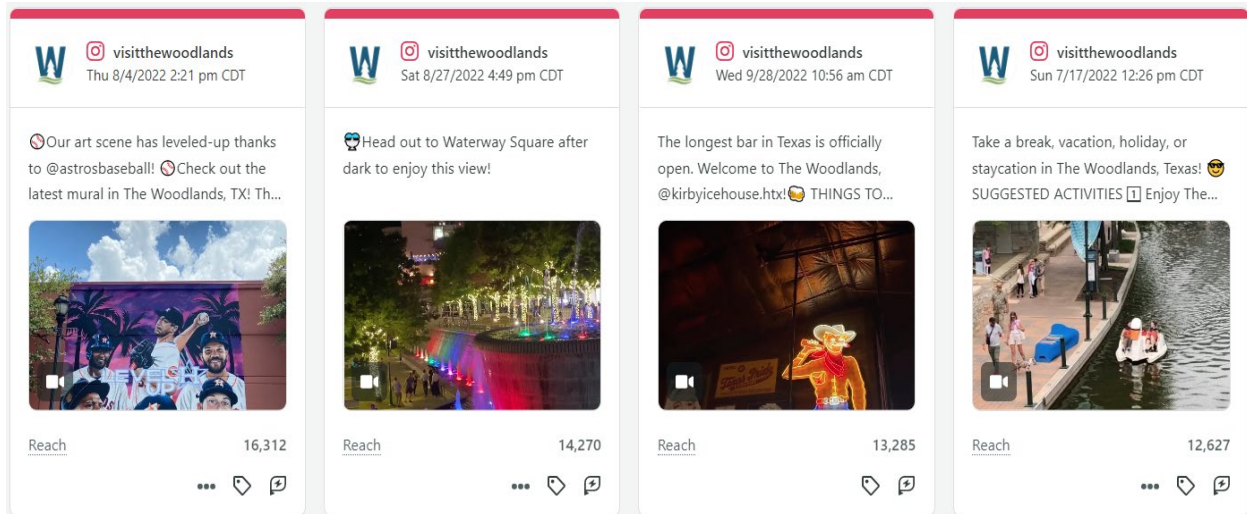 W visitthewoodlands
Thu 8/4/2022 2:21 pm CDT
⚾Our art scene has leveled-up thanks
to @astrosbaseball! ⚾Check out the
latest mural in The Woodlands, TX! Th...
LEVEL
UP
Reach 16,312
W visitthewoodlands
Sat 8/27/2022 4:49 pm CDT
🥶Head out to Waterway Square after
dark to enjoy this view!
Reach 14,270
W visitthewoodlands
Wed 9/28/2022 10:56 am CDT
The longest bar in Texas is officially
open. Welcome to The Woodlands,
@kirbyicehouse.htx!🍻 THINGS TO...
Texas Pride
Reach 13,285
W visitthewoodlands
Sun 7/17/2022 12:26 pm CDT
Take a break, vacation, holiday, or
staycation in The Woodlands, Texas! 😎
SUGGESTED ACTIVITIES 1️⃣ Enjoy The...
Reach 12,627